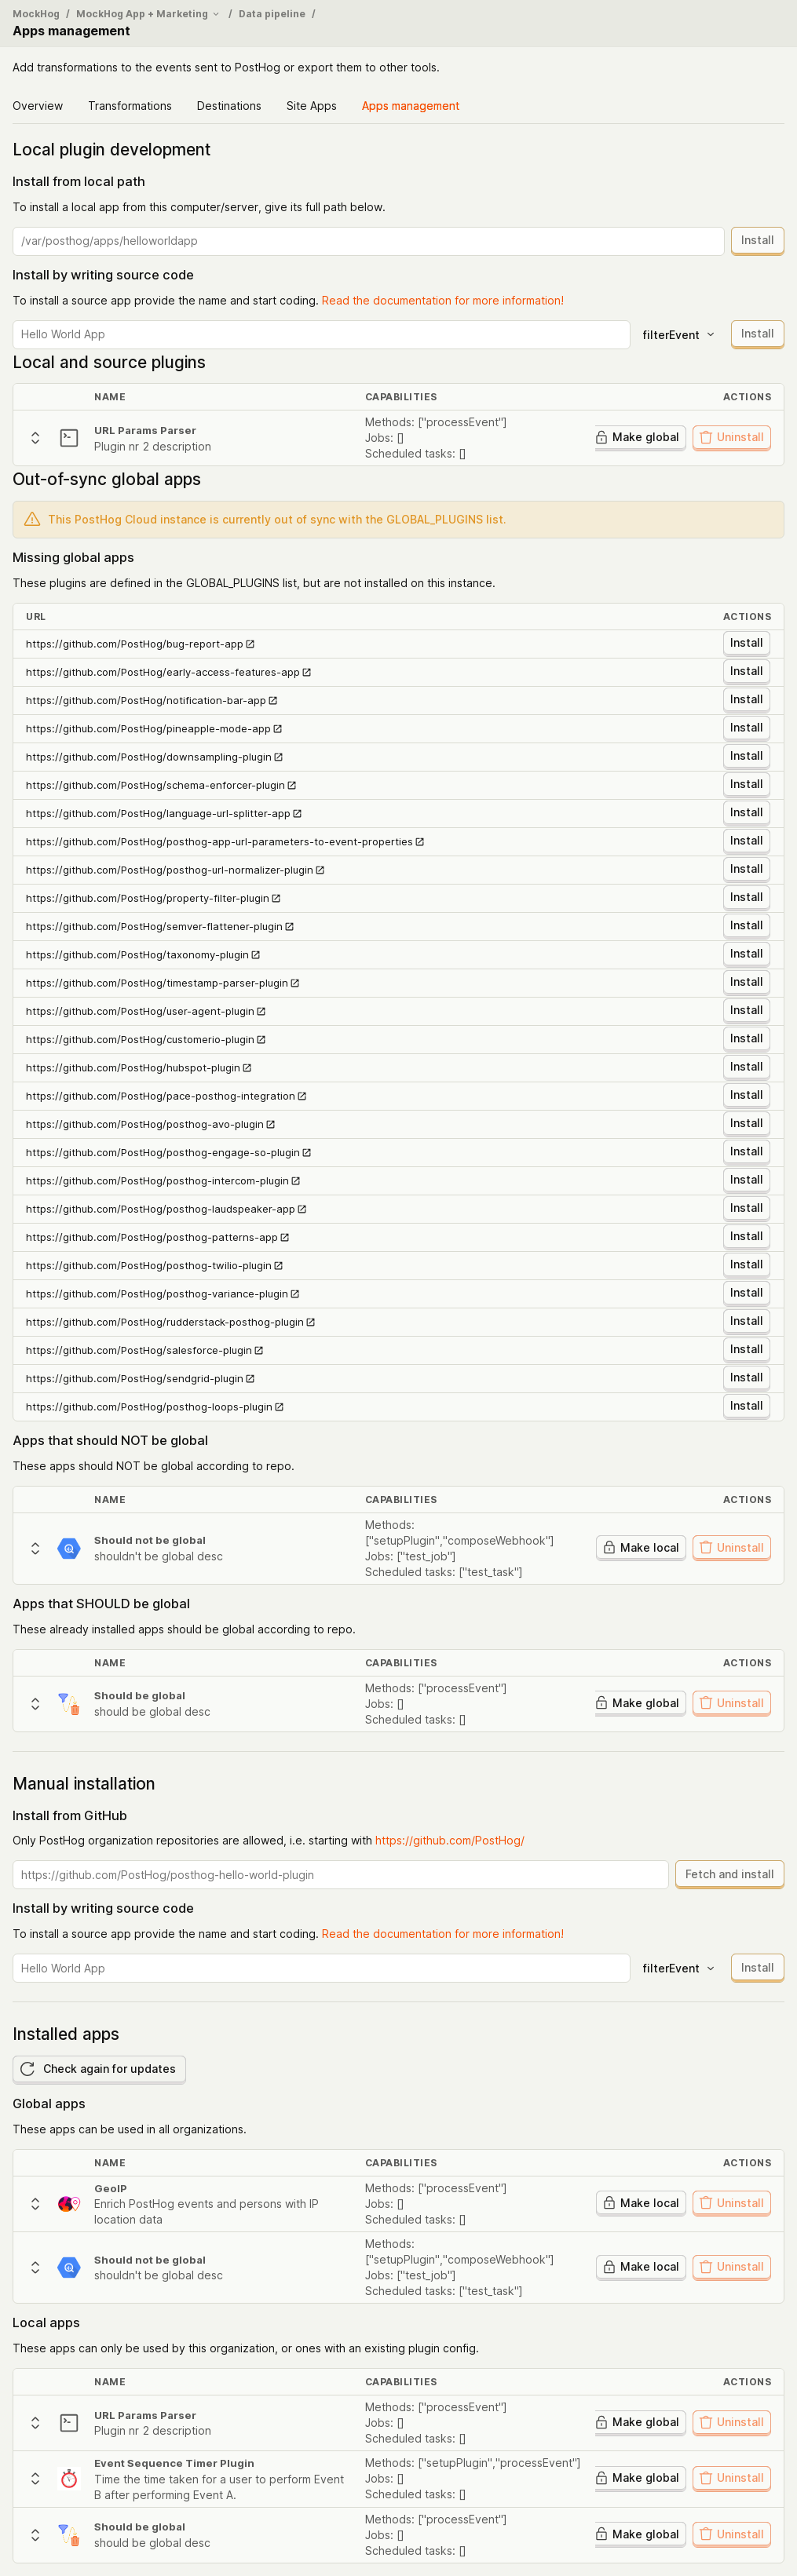 MockHog / MockHog App + Marketing / Data pipeline /
Apps management
Add transformations to the events sent to PostHog or export them to other tools.
Overview Transformations Destinations Site Apps Apps management
Local plugin development
Install from local path
To install a local app from this computer/server, give its full path below.
/var/posthog/apps/helloworldapp Install
Install by writing source code
To install a source app provide the name and start coding. Read the documentation for more information!
Hello World App filterEvent Install
Local and source plugins
NAME CAPABILITIES ACTIONS
URL Params Parser
Plugin nr 2 description
Methods: ["processEvent"]
Jobs: []
Scheduled tasks: []
Make global Uninstall
Out-of-sync global apps
This PostHog Cloud instance is currently out of sync with the GLOBAL_PLUGINS list.
Missing global apps
These plugins are defined in the GLOBAL_PLUGINS list, but are not installed on this instance.
URL ACTIONS
https://github.com/PostHog/bug-report-app Install
https://github.com/PostHog/early-access-features-app Install
https://github.com/PostHog/notification-bar-app Install
https://github.com/PostHog/pineapple-mode-app Install
https://github.com/PostHog/downsampling-plugin Install
https://github.com/PostHog/schema-enforcer-plugin Install
https://github.com/PostHog/language-url-splitter-app Install
https://github.com/PostHog/posthog-app-url-parameters-to-event-properties Install
https://github.com/PostHog/posthog-url-normalizer-plugin Install
https://github.com/PostHog/property-filter-plugin Install
https://github.com/PostHog/semver-flattener-plugin Install
https://github.com/PostHog/taxonomy-plugin Install
https://github.com/PostHog/timestamp-parser-plugin Install
https://github.com/PostHog/user-agent-plugin Install
https://github.com/PostHog/customerio-plugin Install
https://github.com/PostHog/hubspot-plugin Install
https://github.com/PostHog/pace-posthog-integration Install
https://github.com/PostHog/posthog-avo-plugin Install
https://github.com/PostHog/posthog-engage-so-plugin Install
https://github.com/PostHog/posthog-intercom-plugin Install
https://github.com/PostHog/posthog-laudspeaker-app Install
https://github.com/PostHog/posthog-patterns-app Install
https://github.com/PostHog/posthog-twilio-plugin Install
https://github.com/PostHog/posthog-variance-plugin Install
https://github.com/PostHog/rudderstack-posthog-plugin Install
https://github.com/PostHog/salesforce-plugin Install
https://github.com/PostHog/sendgrid-plugin Install
https://github.com/PostHog/posthog-loops-plugin Install
Apps that should NOT be global
These apps should NOT be global according to repo.
NAME CAPABILITIES ACTIONS
Should not be global
shouldn't be global desc
Methods:
["setupPlugin","composeWebhook"]
Jobs: ["test_job"]
Scheduled tasks: ["test_task"]
Make local Uninstall
Apps that SHOULD be global
These already installed apps should be global according to repo.
NAME CAPABILITIES ACTIONS
Should be global
should be global desc
Methods: ["processEvent"]
Jobs: []
Scheduled tasks: []
Make global Uninstall
Manual installation
Install from GitHub
Only PostHog organization repositories are allowed, i.e. starting with https://github.com/PostHog/
https://github.com/PostHog/posthog-hello-world-plugin Fetch and install
Install by writing source code
To install a source app provide the name and start coding. Read the documentation for more information!
Hello World App filterEvent Install
Installed apps
Check again for updates
Global apps
These apps can be used in all organizations.
NAME CAPABILITIES ACTIONS
GeoIP
Enrich PostHog events and persons with IP
location data
Methods: ["processEvent"]
Jobs: []
Scheduled tasks: []
Make local Uninstall
Should not be global
shouldn't be global desc
Methods:
["setupPlugin","composeWebhook"]
Jobs: ["test_job"]
Scheduled tasks: ["test_task"]
Make local Uninstall
Local apps
These apps can only be used by this organization, or ones with an existing plugin config.
NAME CAPABILITIES ACTIONS
URL Params Parser
Plugin nr 2 description
Methods: ["processEvent"]
Jobs: []
Scheduled tasks: []
Make global Uninstall
Event Sequence Timer Plugin
Time the time taken for a user to perform Event
B after performing Event A.
Methods: ["setupPlugin","processEvent"]
Jobs: []
Scheduled tasks: []
Make global Uninstall
Should be global
should be global desc
Methods: ["processEvent"]
Jobs: []
Scheduled tasks: []
Make global Uninstall